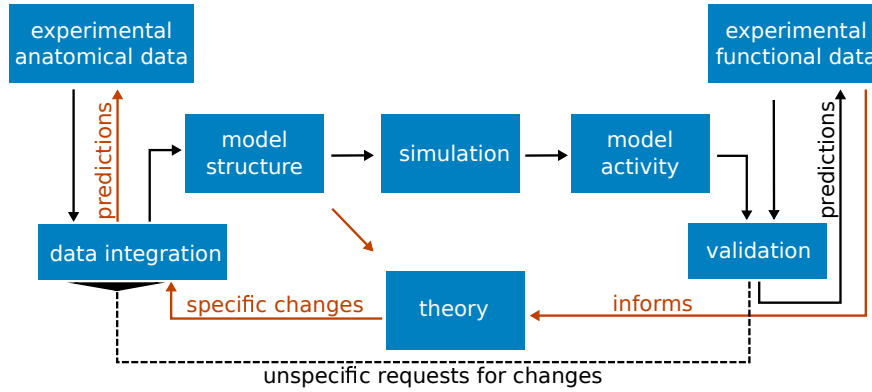 experimental
anatomical data
experimental
functional data
predictions
predictions
model
structure
simulation
model
activity
data integration
validation
specific changes
theory
informs
unspecific requests for changes